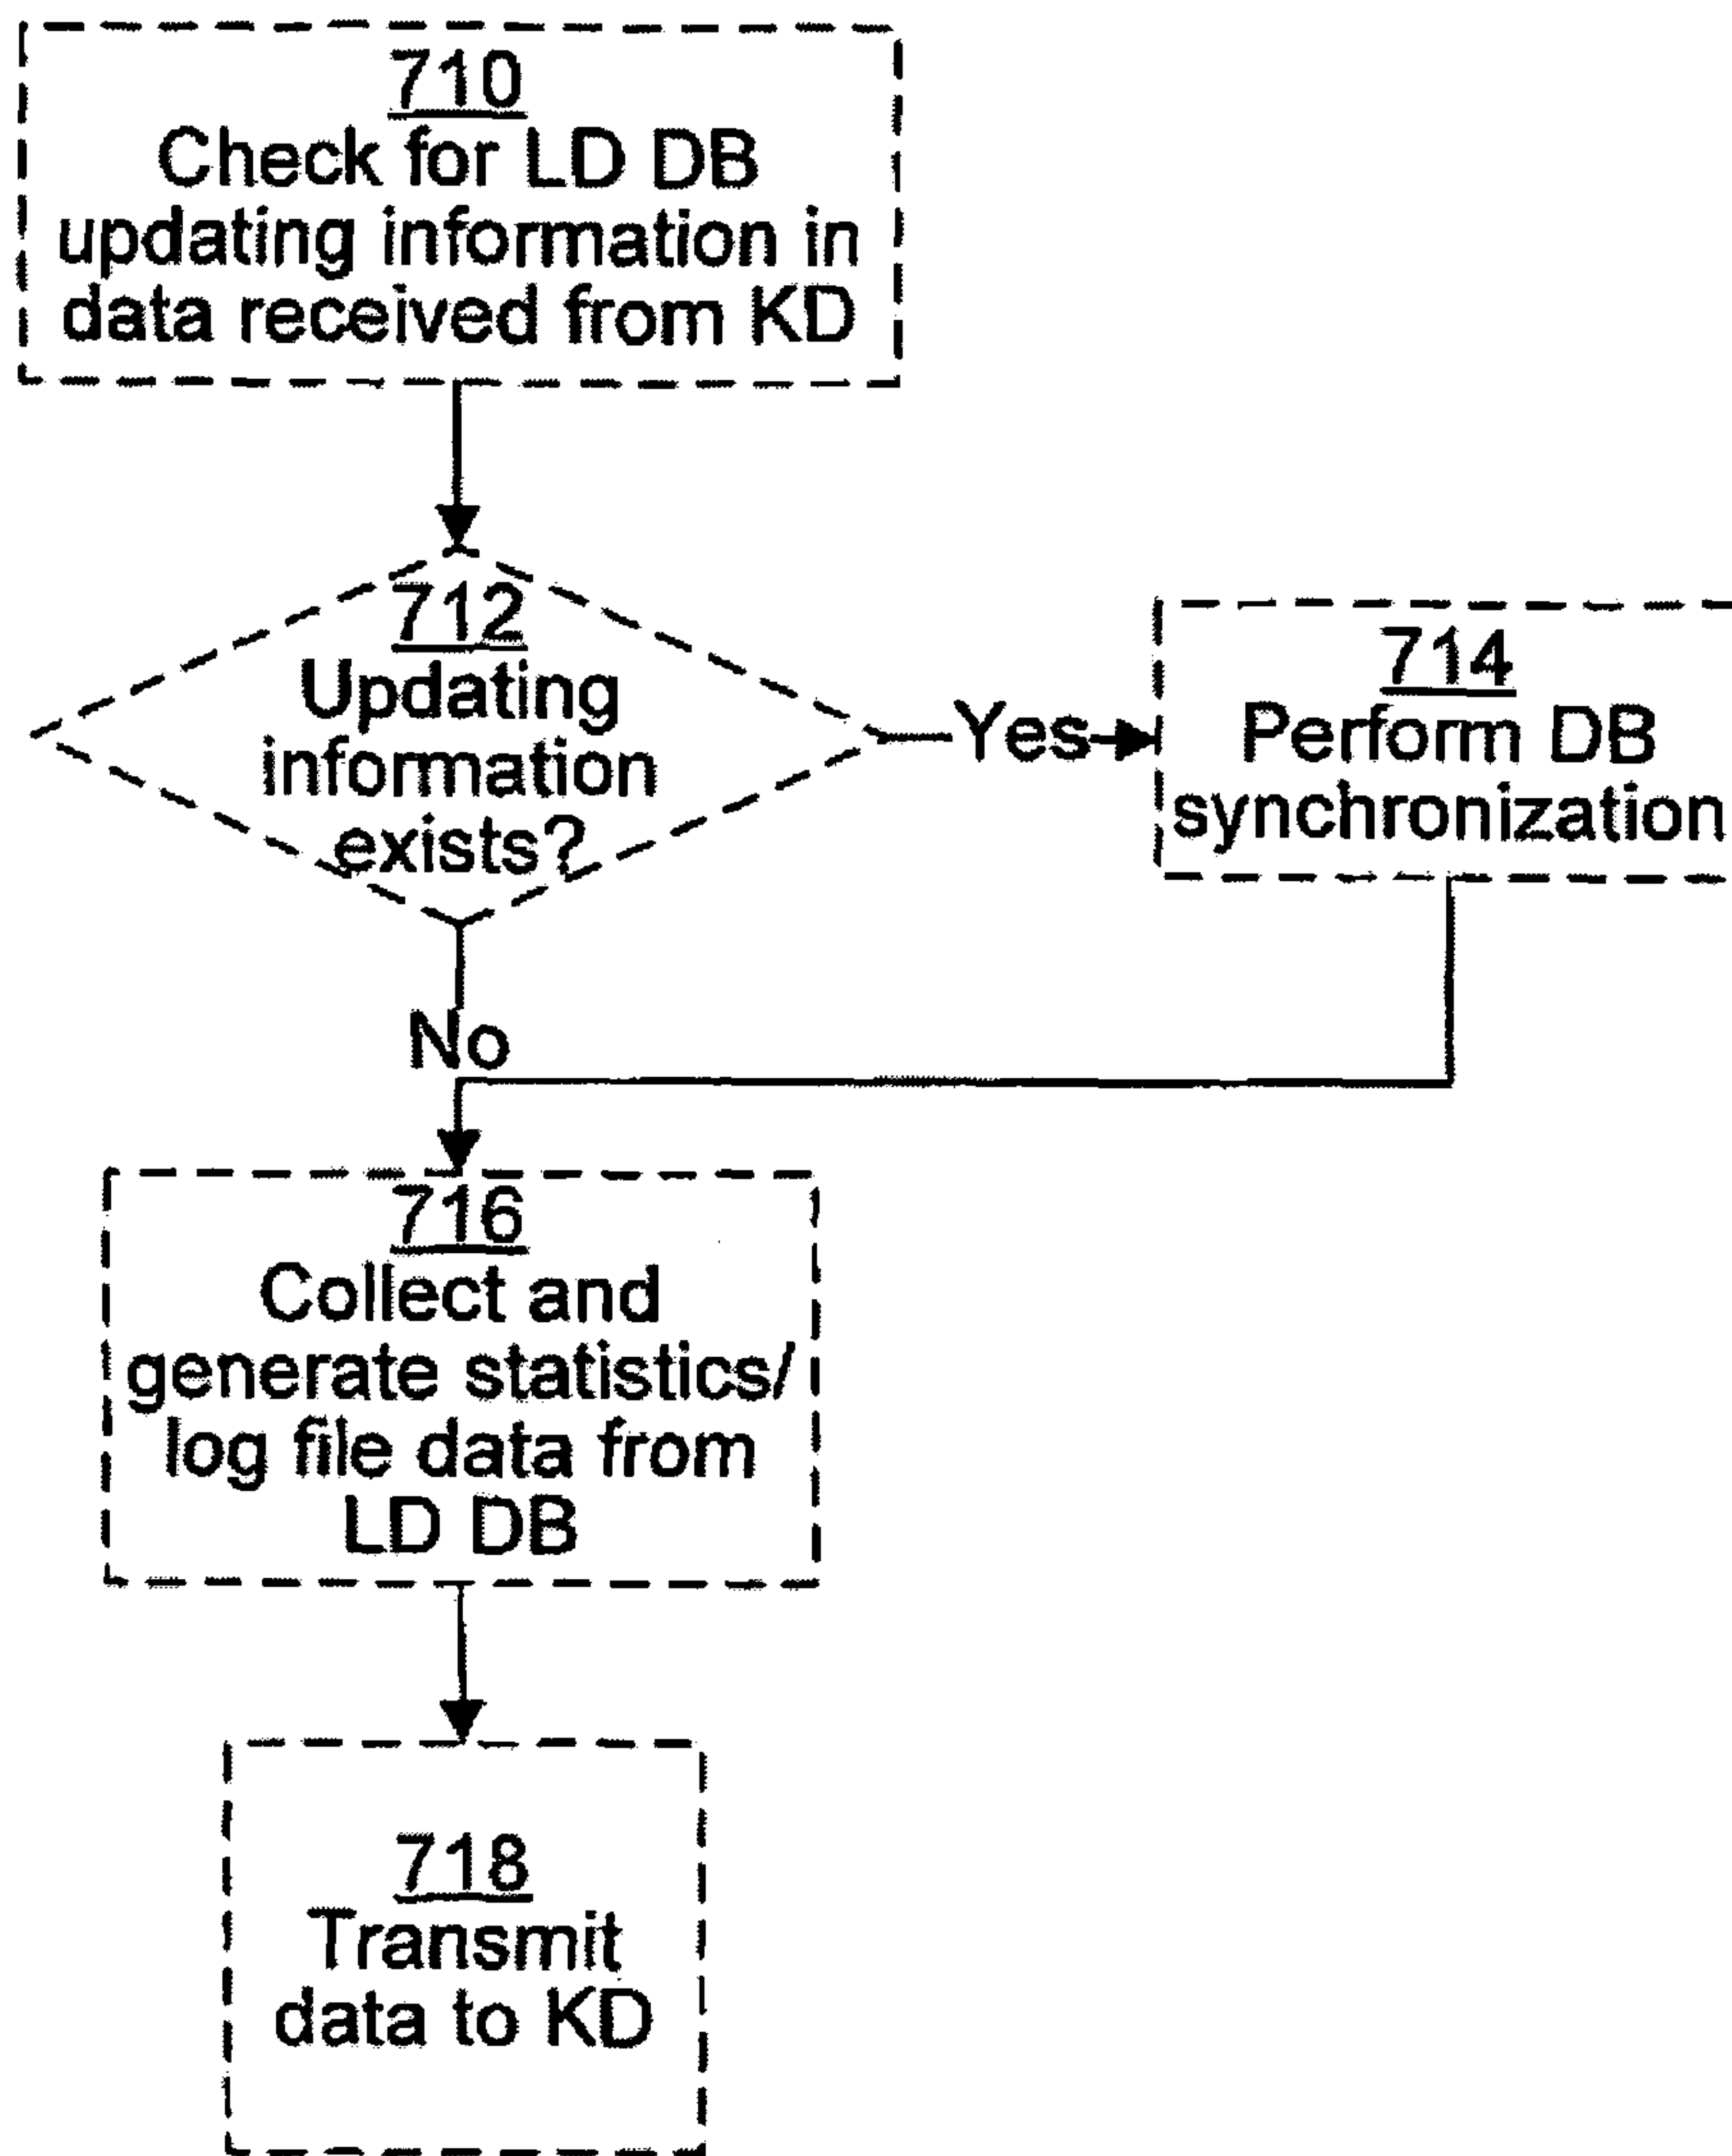 710
Check for LD DB
updating information in
data received from KD
712
Updating
information
exists?
Yes
714
Perform DB
synchronization
No
716
Collect and
generate statistics/
log file data from
LD DB
718
Transmit
data to KD